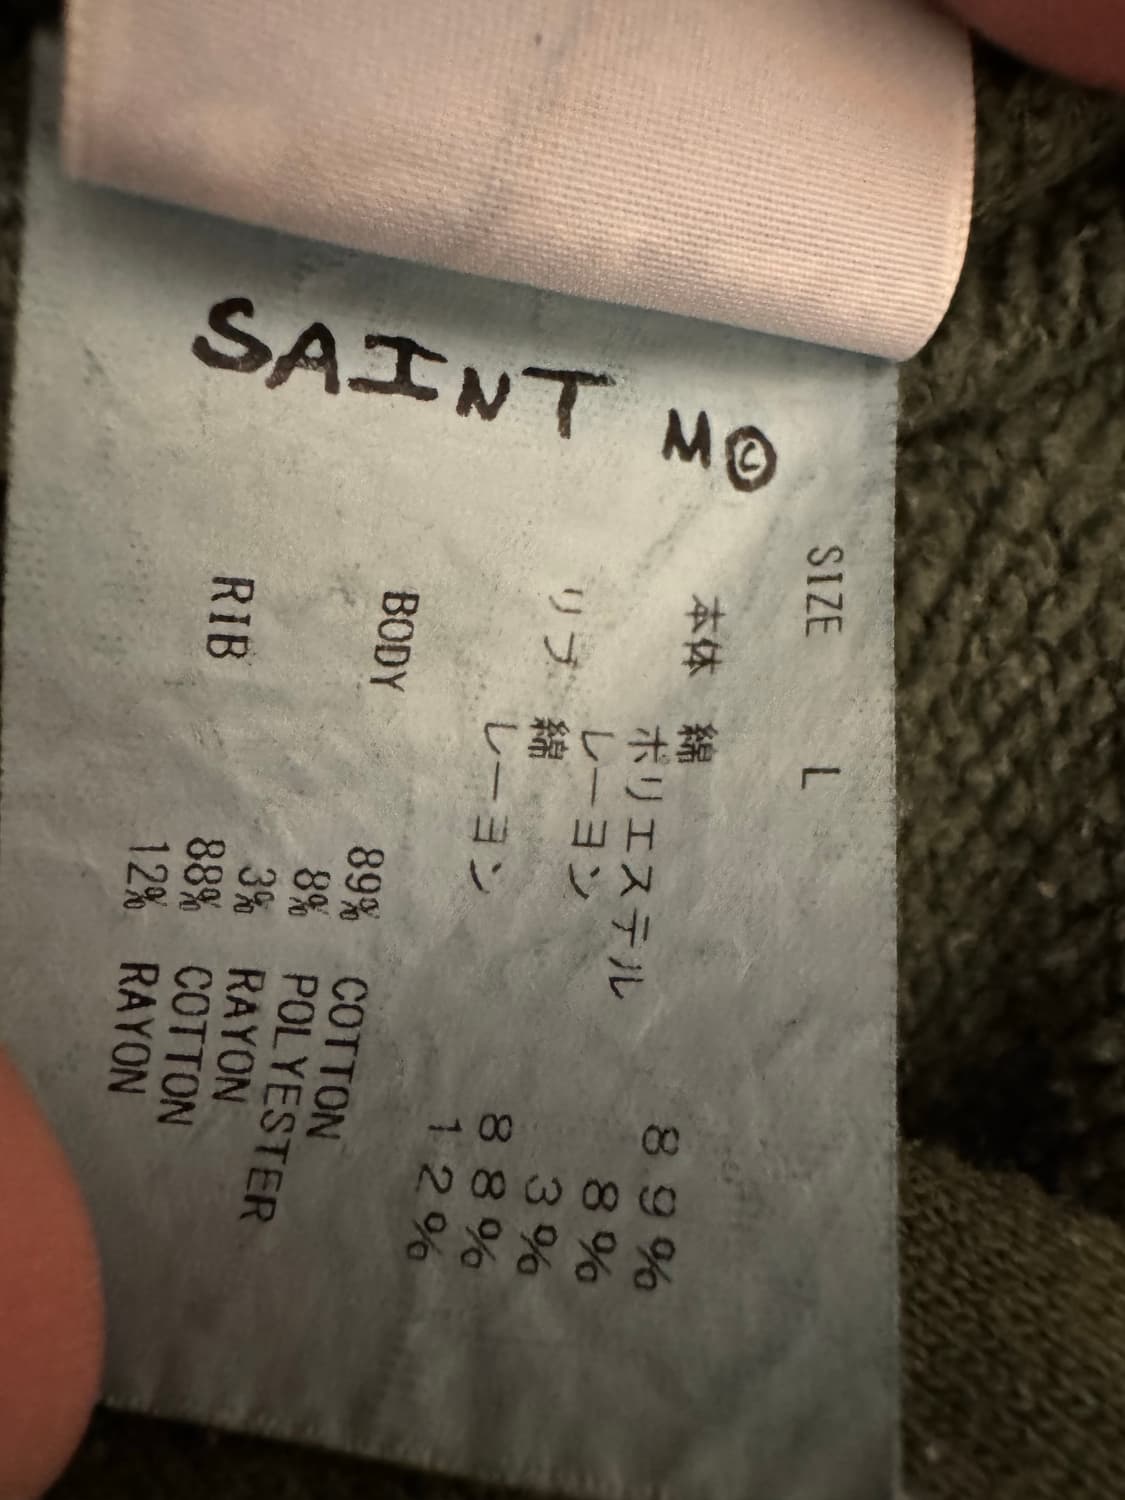 SAINT M©
SIZE L
本体 綿 89%
ポリエステル 8%
レーヨン 3%
リブ 綿 88%
レーヨン 12%
BODY 89% COTTON
8% POLYESTER
3% RAYON
RIB 88% COTTON
12% RAYON